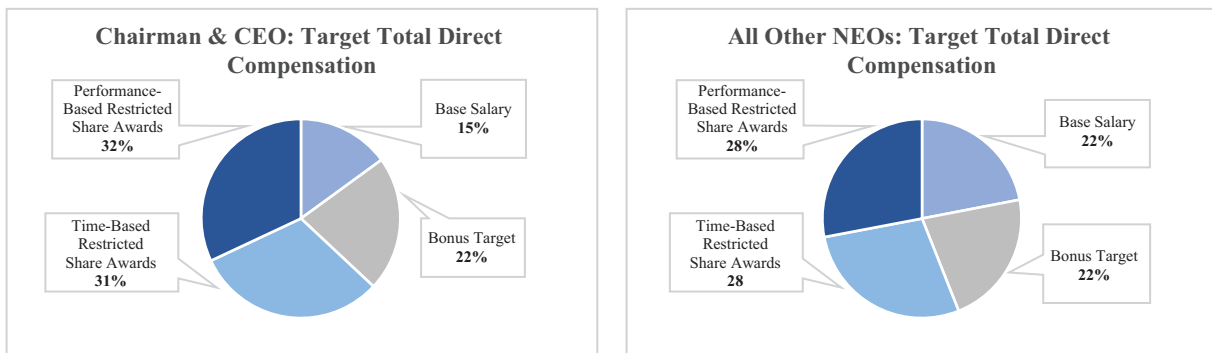 Chairman & CEO: Target Total Direct
Compensation
Performance-
Based Restricted
Share Awards
32%
Base Salary
15%
Time-Based
Restricted
Share Awards
31%
Bonus Target
22%
All Other NEOs: Target Total Direct
Compensation
Performance-
Based Restricted
Share Awards
28%
Base Salary
22%
Time-Based
Restricted
Share Awards
28
Bonus Target
22%